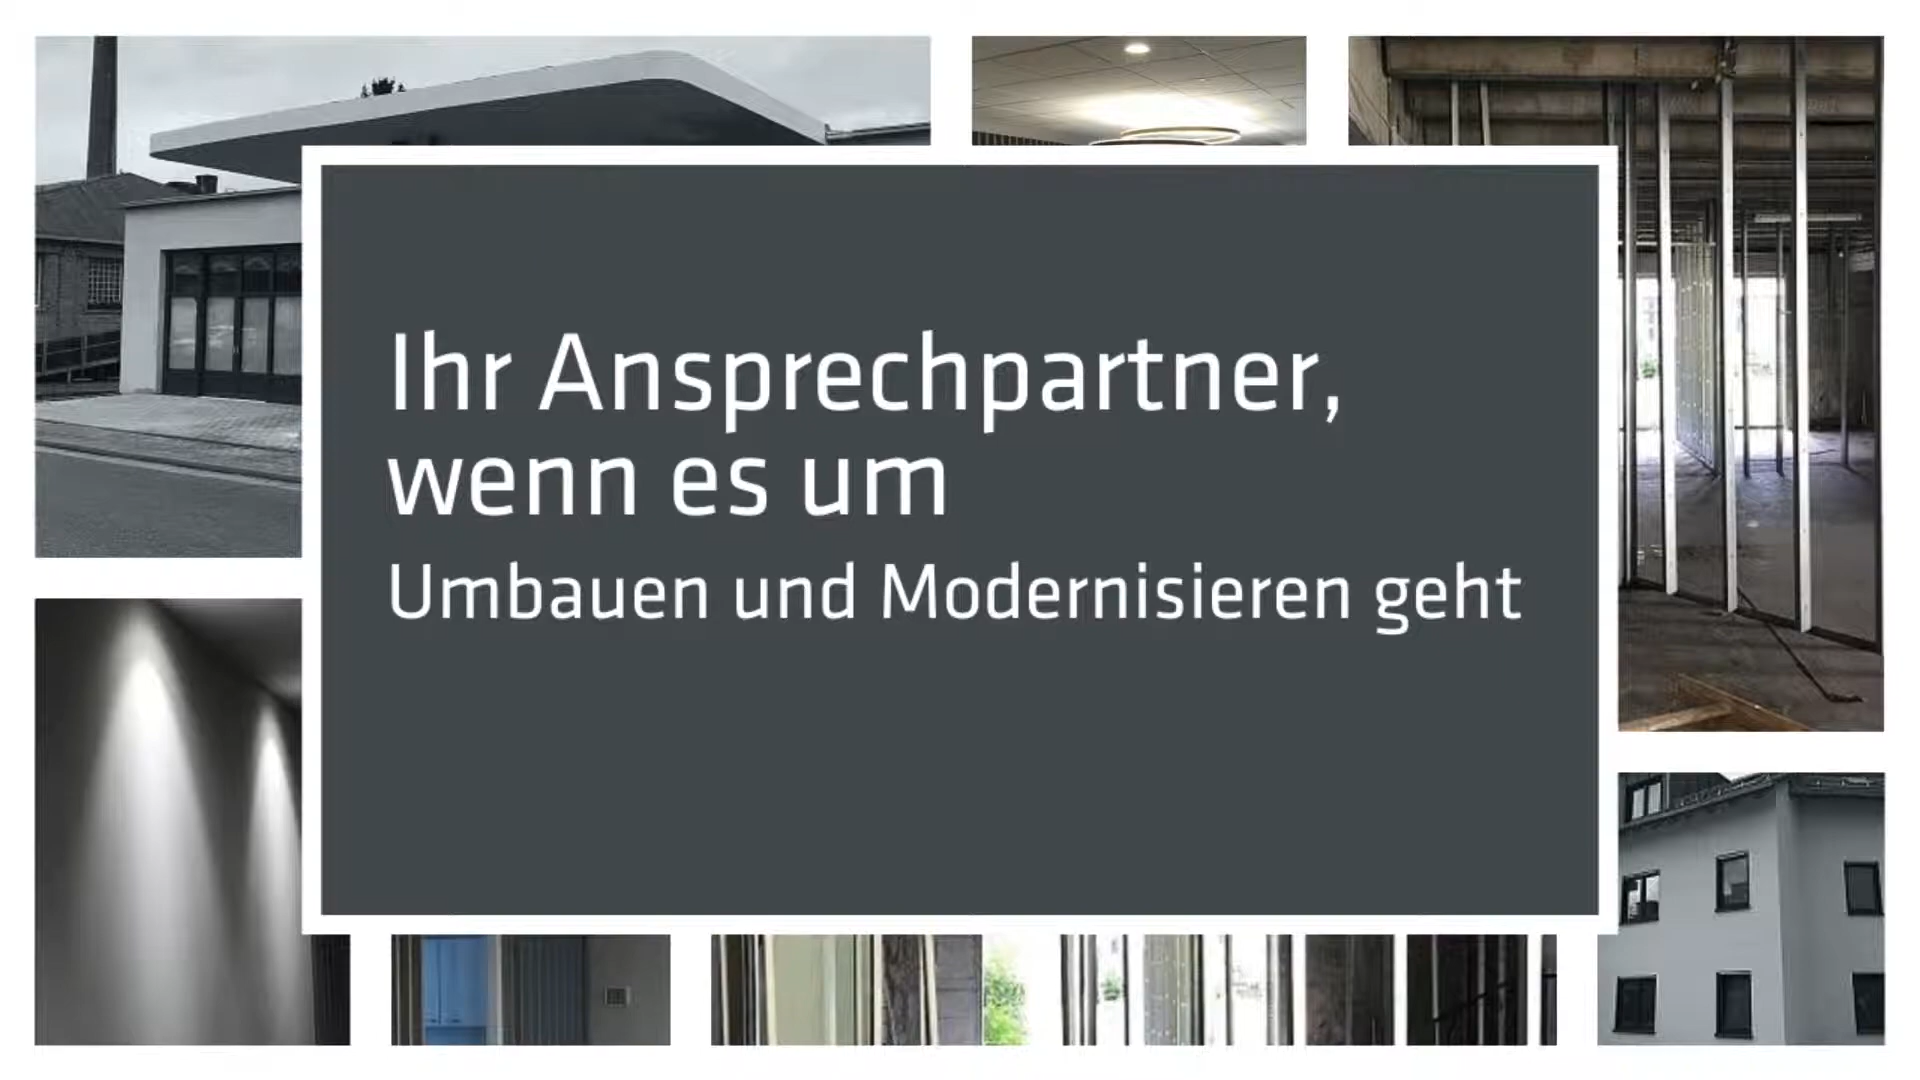 Ihr Ansprechpartner,
wenn es um
Umbauen und Modernisieren geht